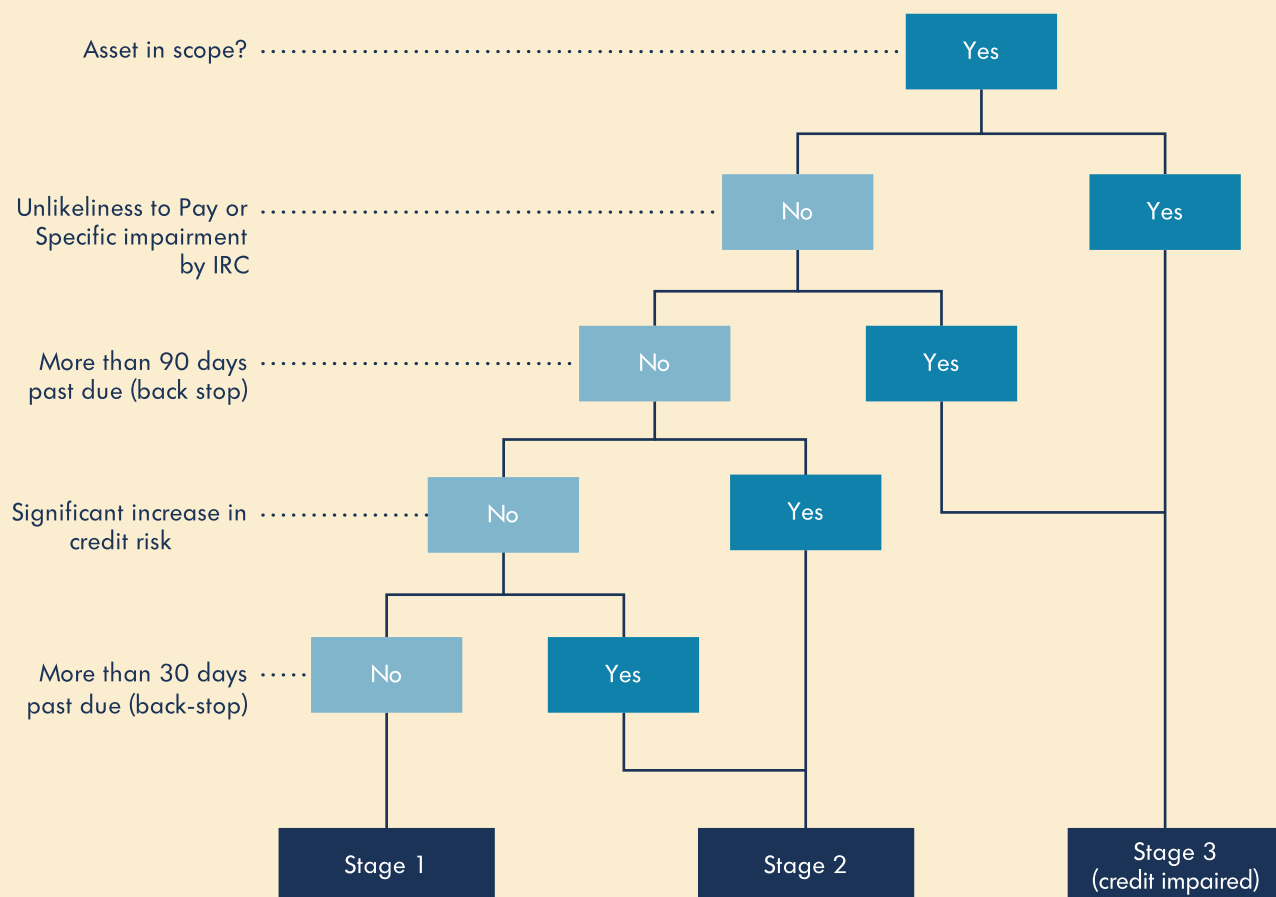 Asset in scope?
Yes
Unlikeliness to Pay or
Specific impairment
by IRC
No
Yes
More than 90 days
past due (back stop)
No
Yes
Significant increase in
credit risk
No
Yes
More than 30 days
past due (back-stop)
No
Yes
Stage 1
Stage 2
Stage 3
(credit impaired)